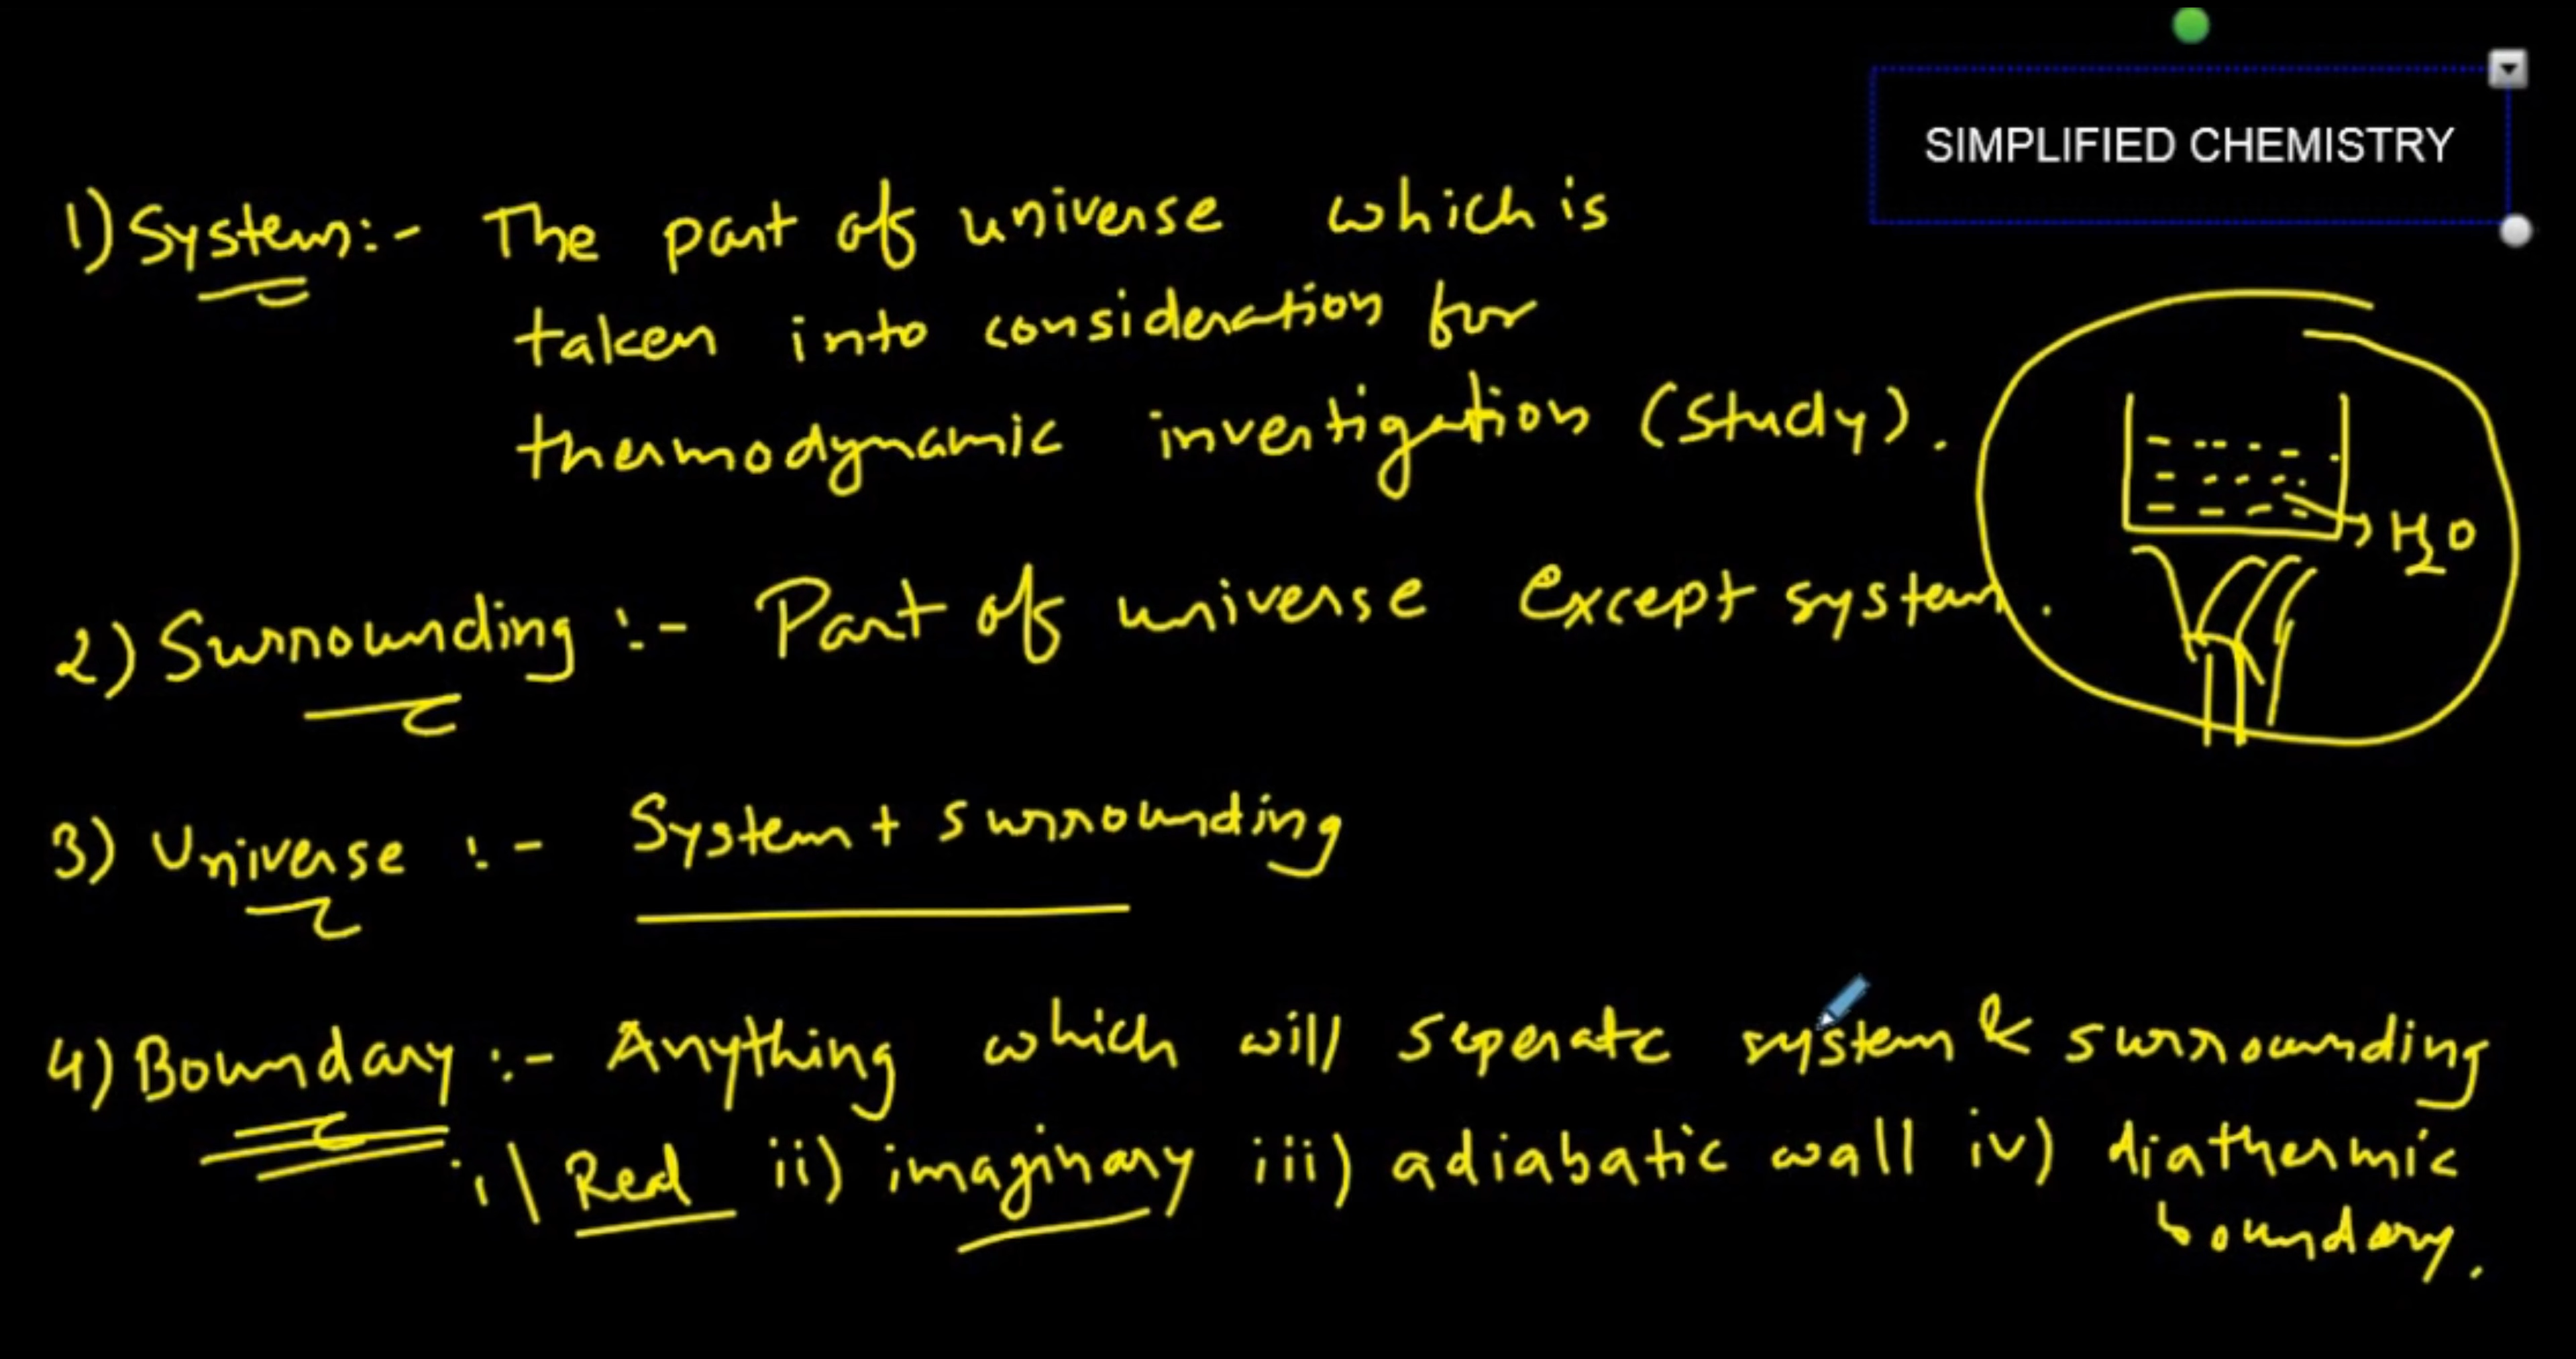 SIMPLIFIED CHEMISTRY
1) System :- The part of universe which is
taken into consideration for
thermodynamic investigation (study).
H2O
2) Surrounding :- Part of universe except system.
3) Universe :- System + surrounding
4) Boundary :- Anything which will seperate system & surrounding
i) Real ii) imaginary iii) adiabatic wall iv) diathermic
boundary.